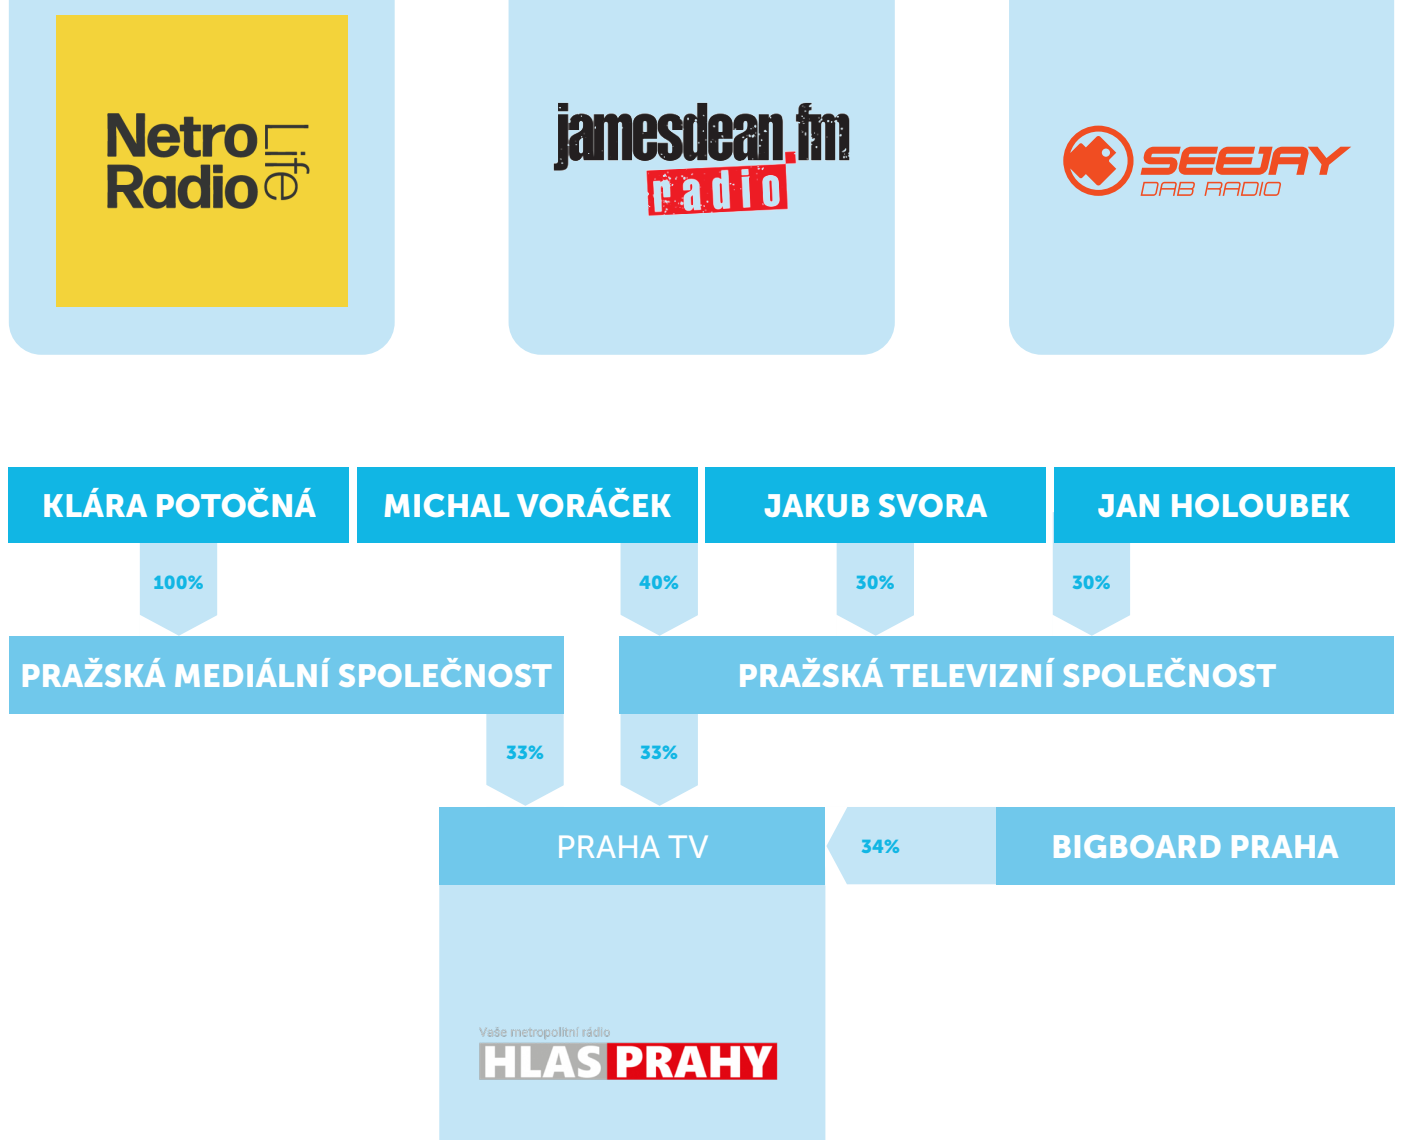 Netro Life
Radio
jamesdean.fm
radio
SEEJAY
DAB RADIO
KLÁRA POTOČNÁ
MICHAL VORÁČEK
JAKUB SVORA
JAN HOLOUBEK
100%
40%
30%
30%
PRAŽSKÁ MEDIÁLNÍ SPOLEČNOST
PRAŽSKÁ TELEVIZNÍ SPOLEČNOST
33%
33%
PRAHA TV
34%
BIGBOARD PRAHA
Vaše metropolitní rádio
HLAS PRAHY